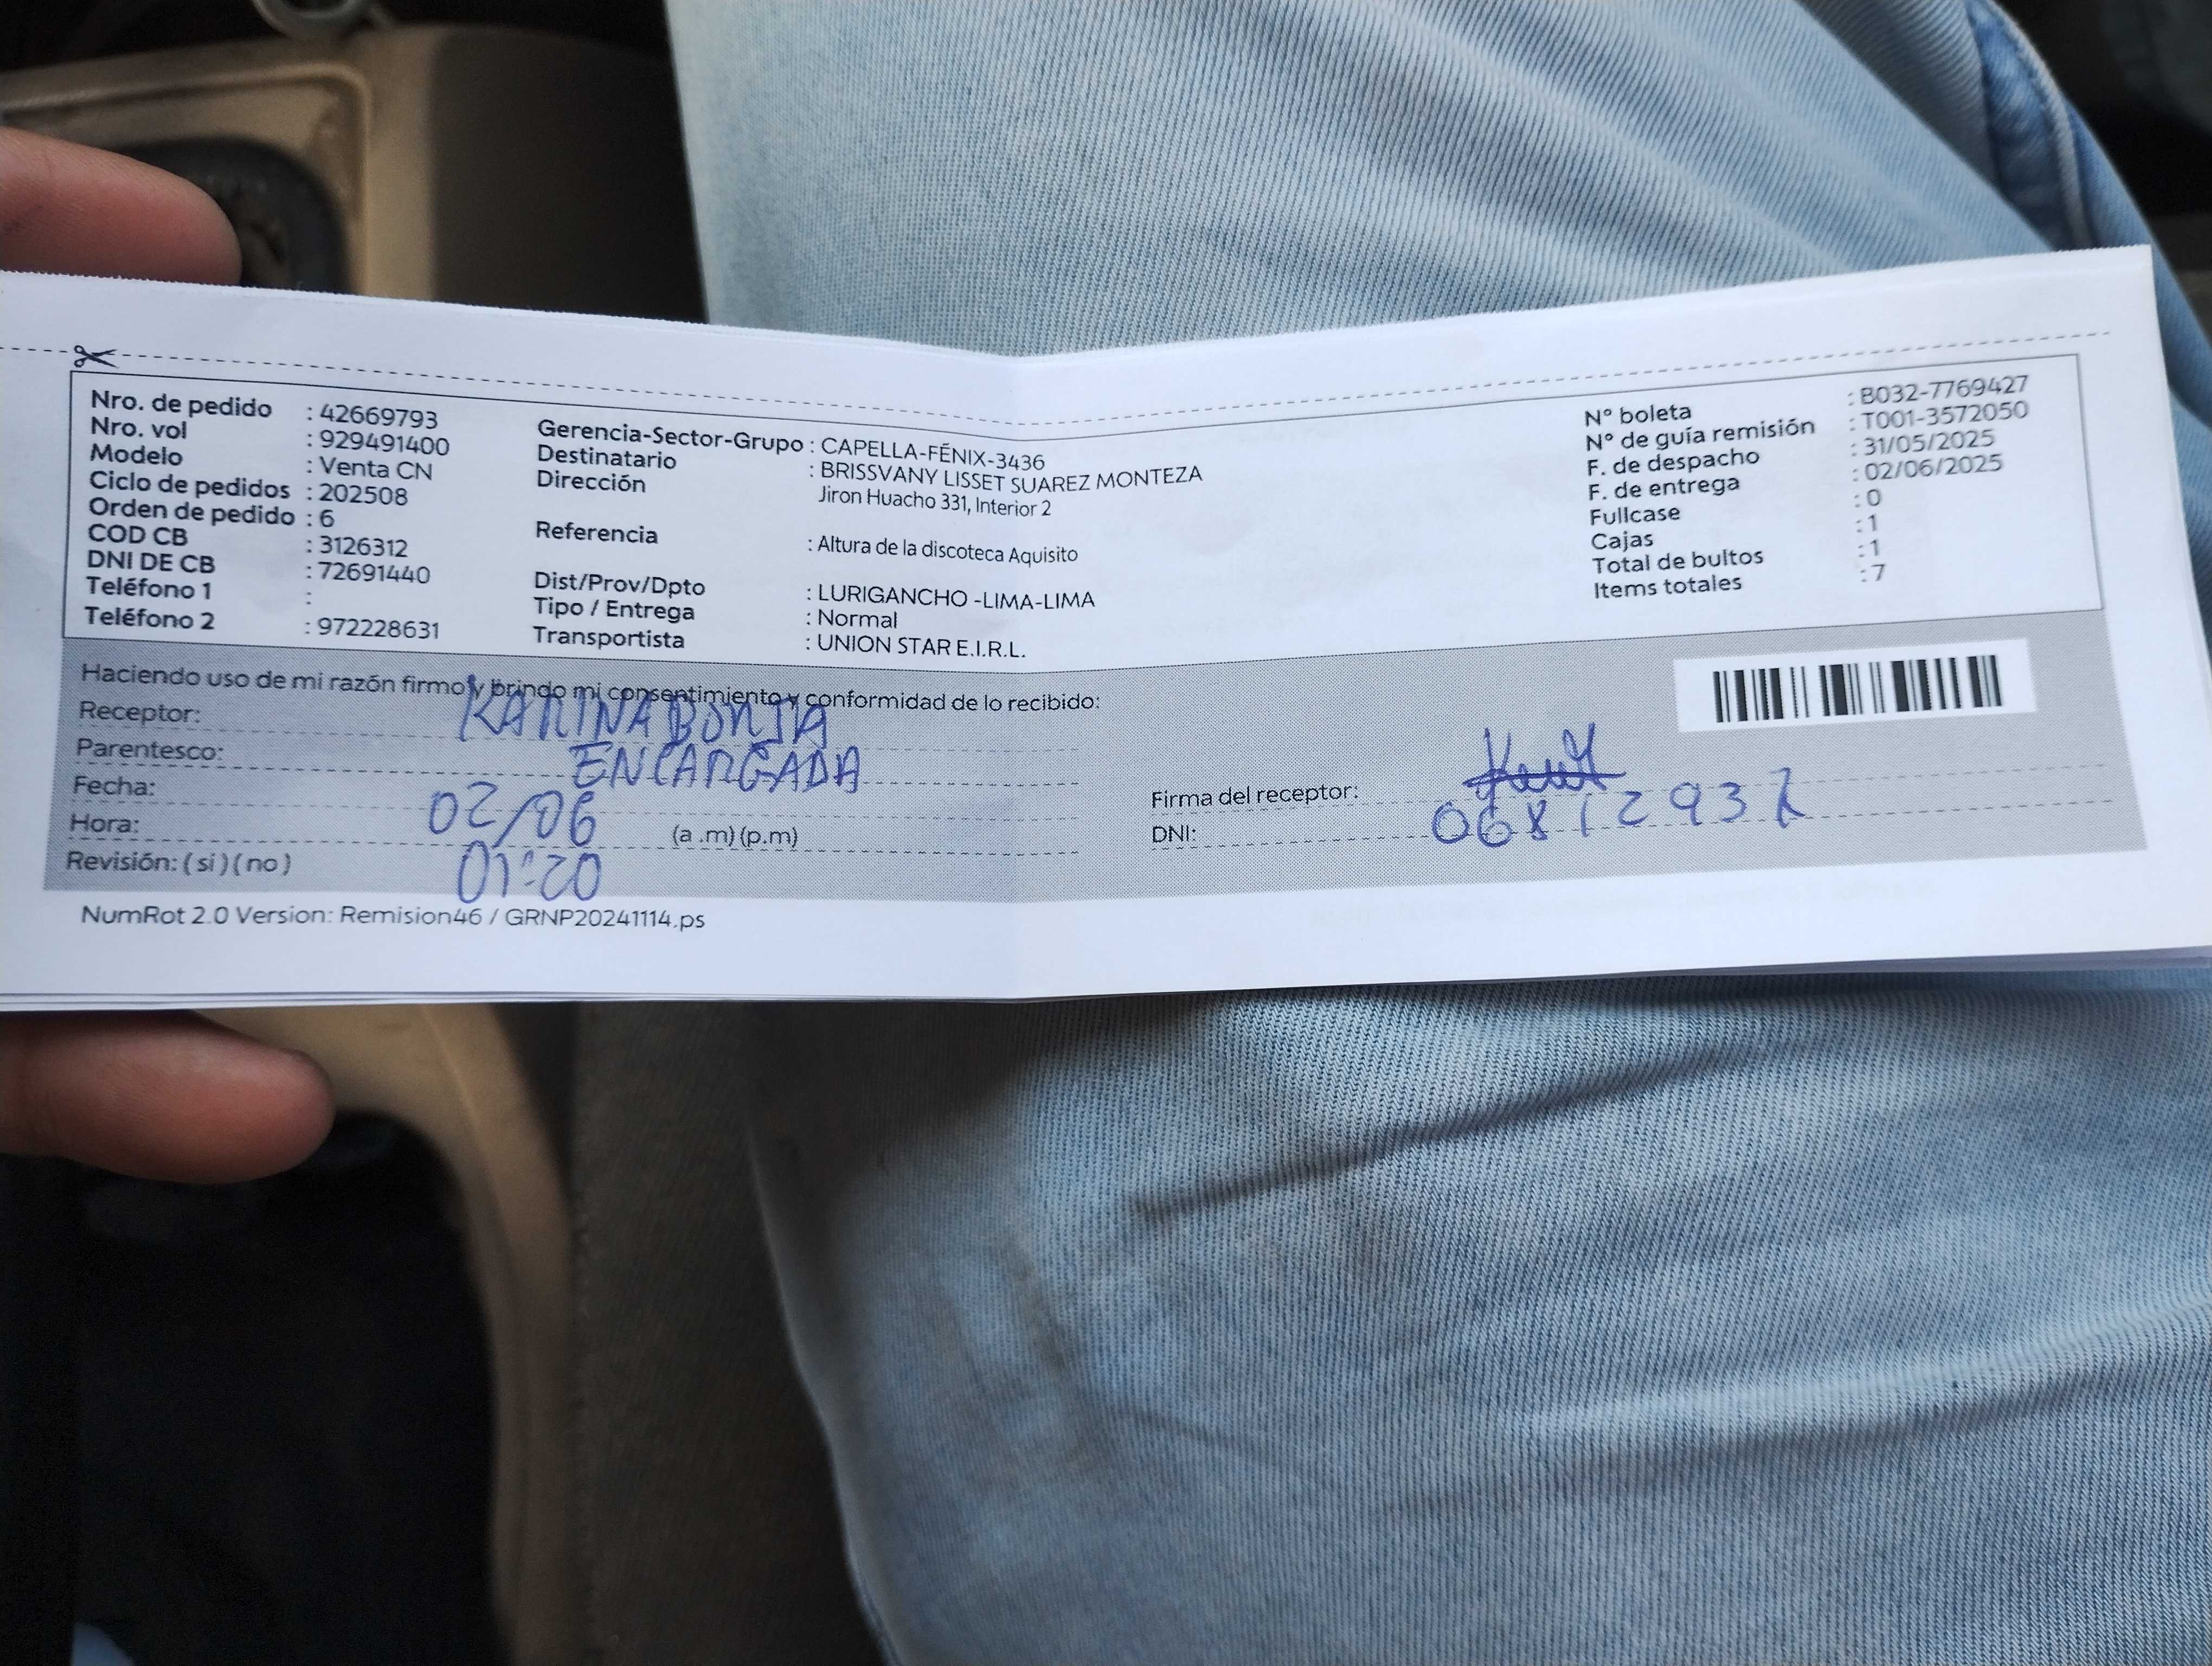 Nro. de pedido : 42669793
Nro. vol : 929491400
Modelo : Venta CN
Ciclo de pedidos : 202508
Orden de pedido : 6
COD CB : 3126312
DNI DE CB : 72691440
Teléfono 1 :
Teléfono 2 : 972228631
Gerencia-Sector-Grupo : CAPELLA-FÉNIX-3436
Destinatario : BRISSVANY LISSET SUAREZ MONTEZA
Dirección Jiron Huacho 331, Interior 2
Referencia : Altura de la discoteca Aquisito
Dist/Prov/Dpto : LURIGANCHO -LIMA-LIMA
Tipo / Entrega : Normal
Transportista : UNION STAR E.I.R.L.
N° boleta : B032-7769427
N° de guía remisión : T001-3572050
F. de despacho : 31/05/2025
F. de entrega : 02/06/2025
Fullcase : 0
Cajas : 1
Total de bultos : 1
Items totales : 7
Haciendo uso de mi razón firmo y brindo mi consentimiento y conformidad de lo recibido:
Receptor: KARINA BORJA
Parentesco: ENCARGADA
Fecha: 02/06
Hora: (a .m) (p.m) 01:20
Revisión: ( si ) ( no )
Firma del receptor:
DNI:
NumRot 2.0 Version: Remision46 / GRNP20241114.ps